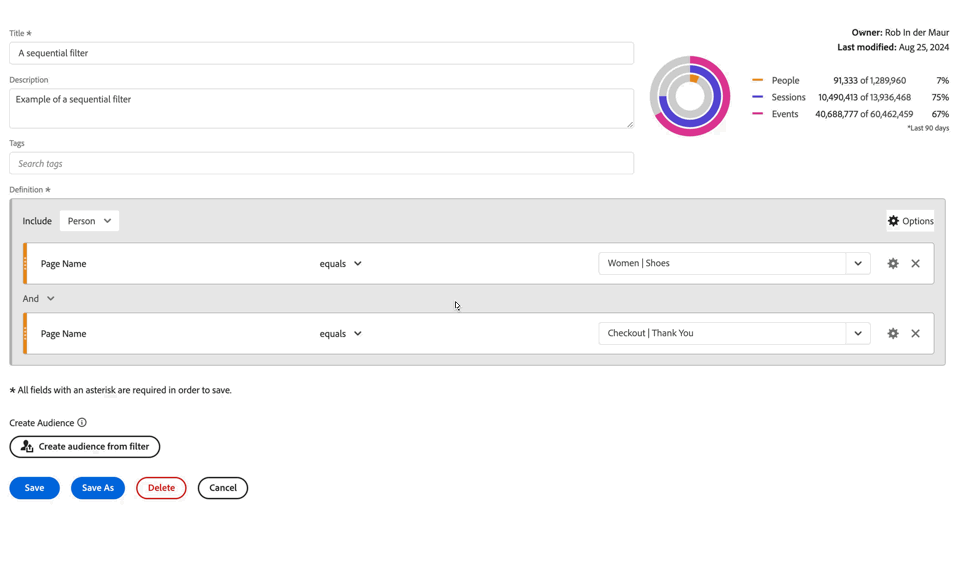 Title *
A sequential filter
Description
Example of a sequential filter
Tags
Search tags
Owner: Rob In der Maur
Last modified: Aug 25, 2024
People 91,333 of 1,289,960 7%
Sessions 10,490,413 of 13,936,468 75%
Events 40,688,777 of 60,462,459 67%
*Last 90 days
Definition *
Include Person Options
Page Name equals Women | Shoes
And
Page Name equals Checkout | Thank You
* All fields with an asterisk are required in order to save.
Create Audience
Create audience from filter
Save Save As Delete Cancel